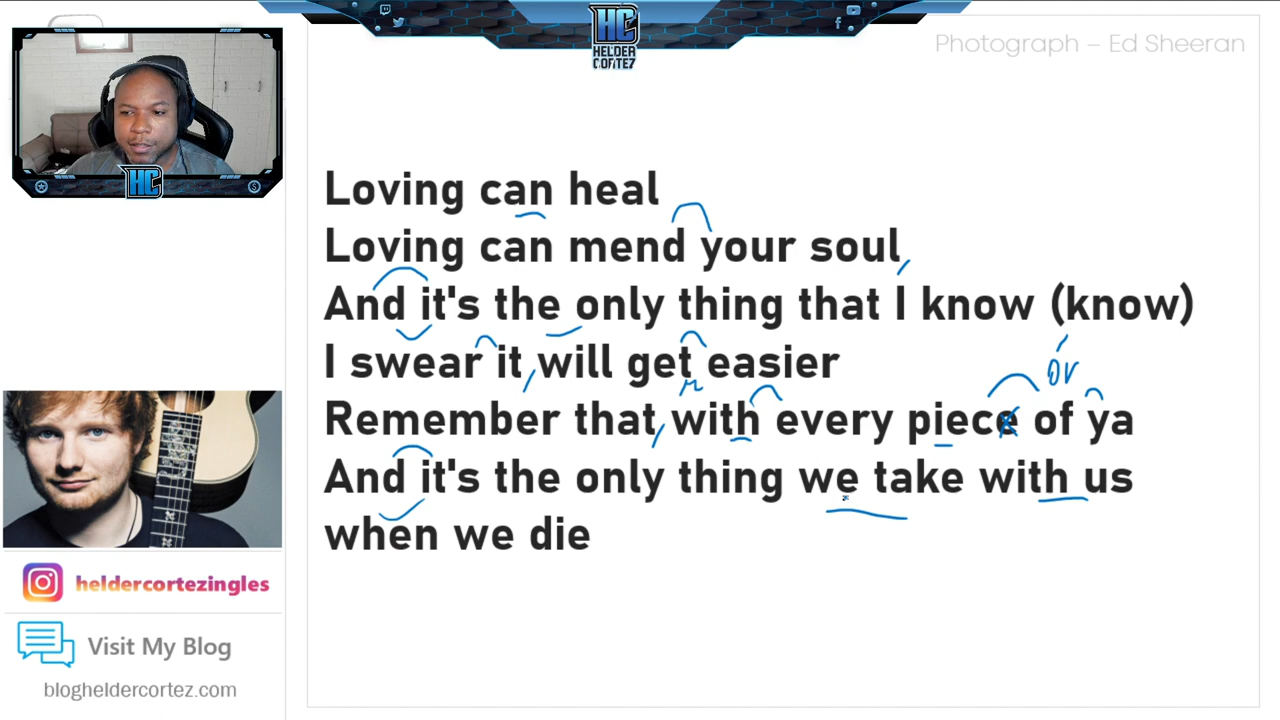 HC
HELDER
CORTEZ
Photograph – Ed Sheeran
HC
Loving can heal
Loving can mend your soul
And it's the only thing that I know (know)
I swear it will get easier
ov
Remember that with every piece of ya
And it's the only thing we take with us
when we die
heldercortezingles
Visit My Blog
blogheldercortez.com